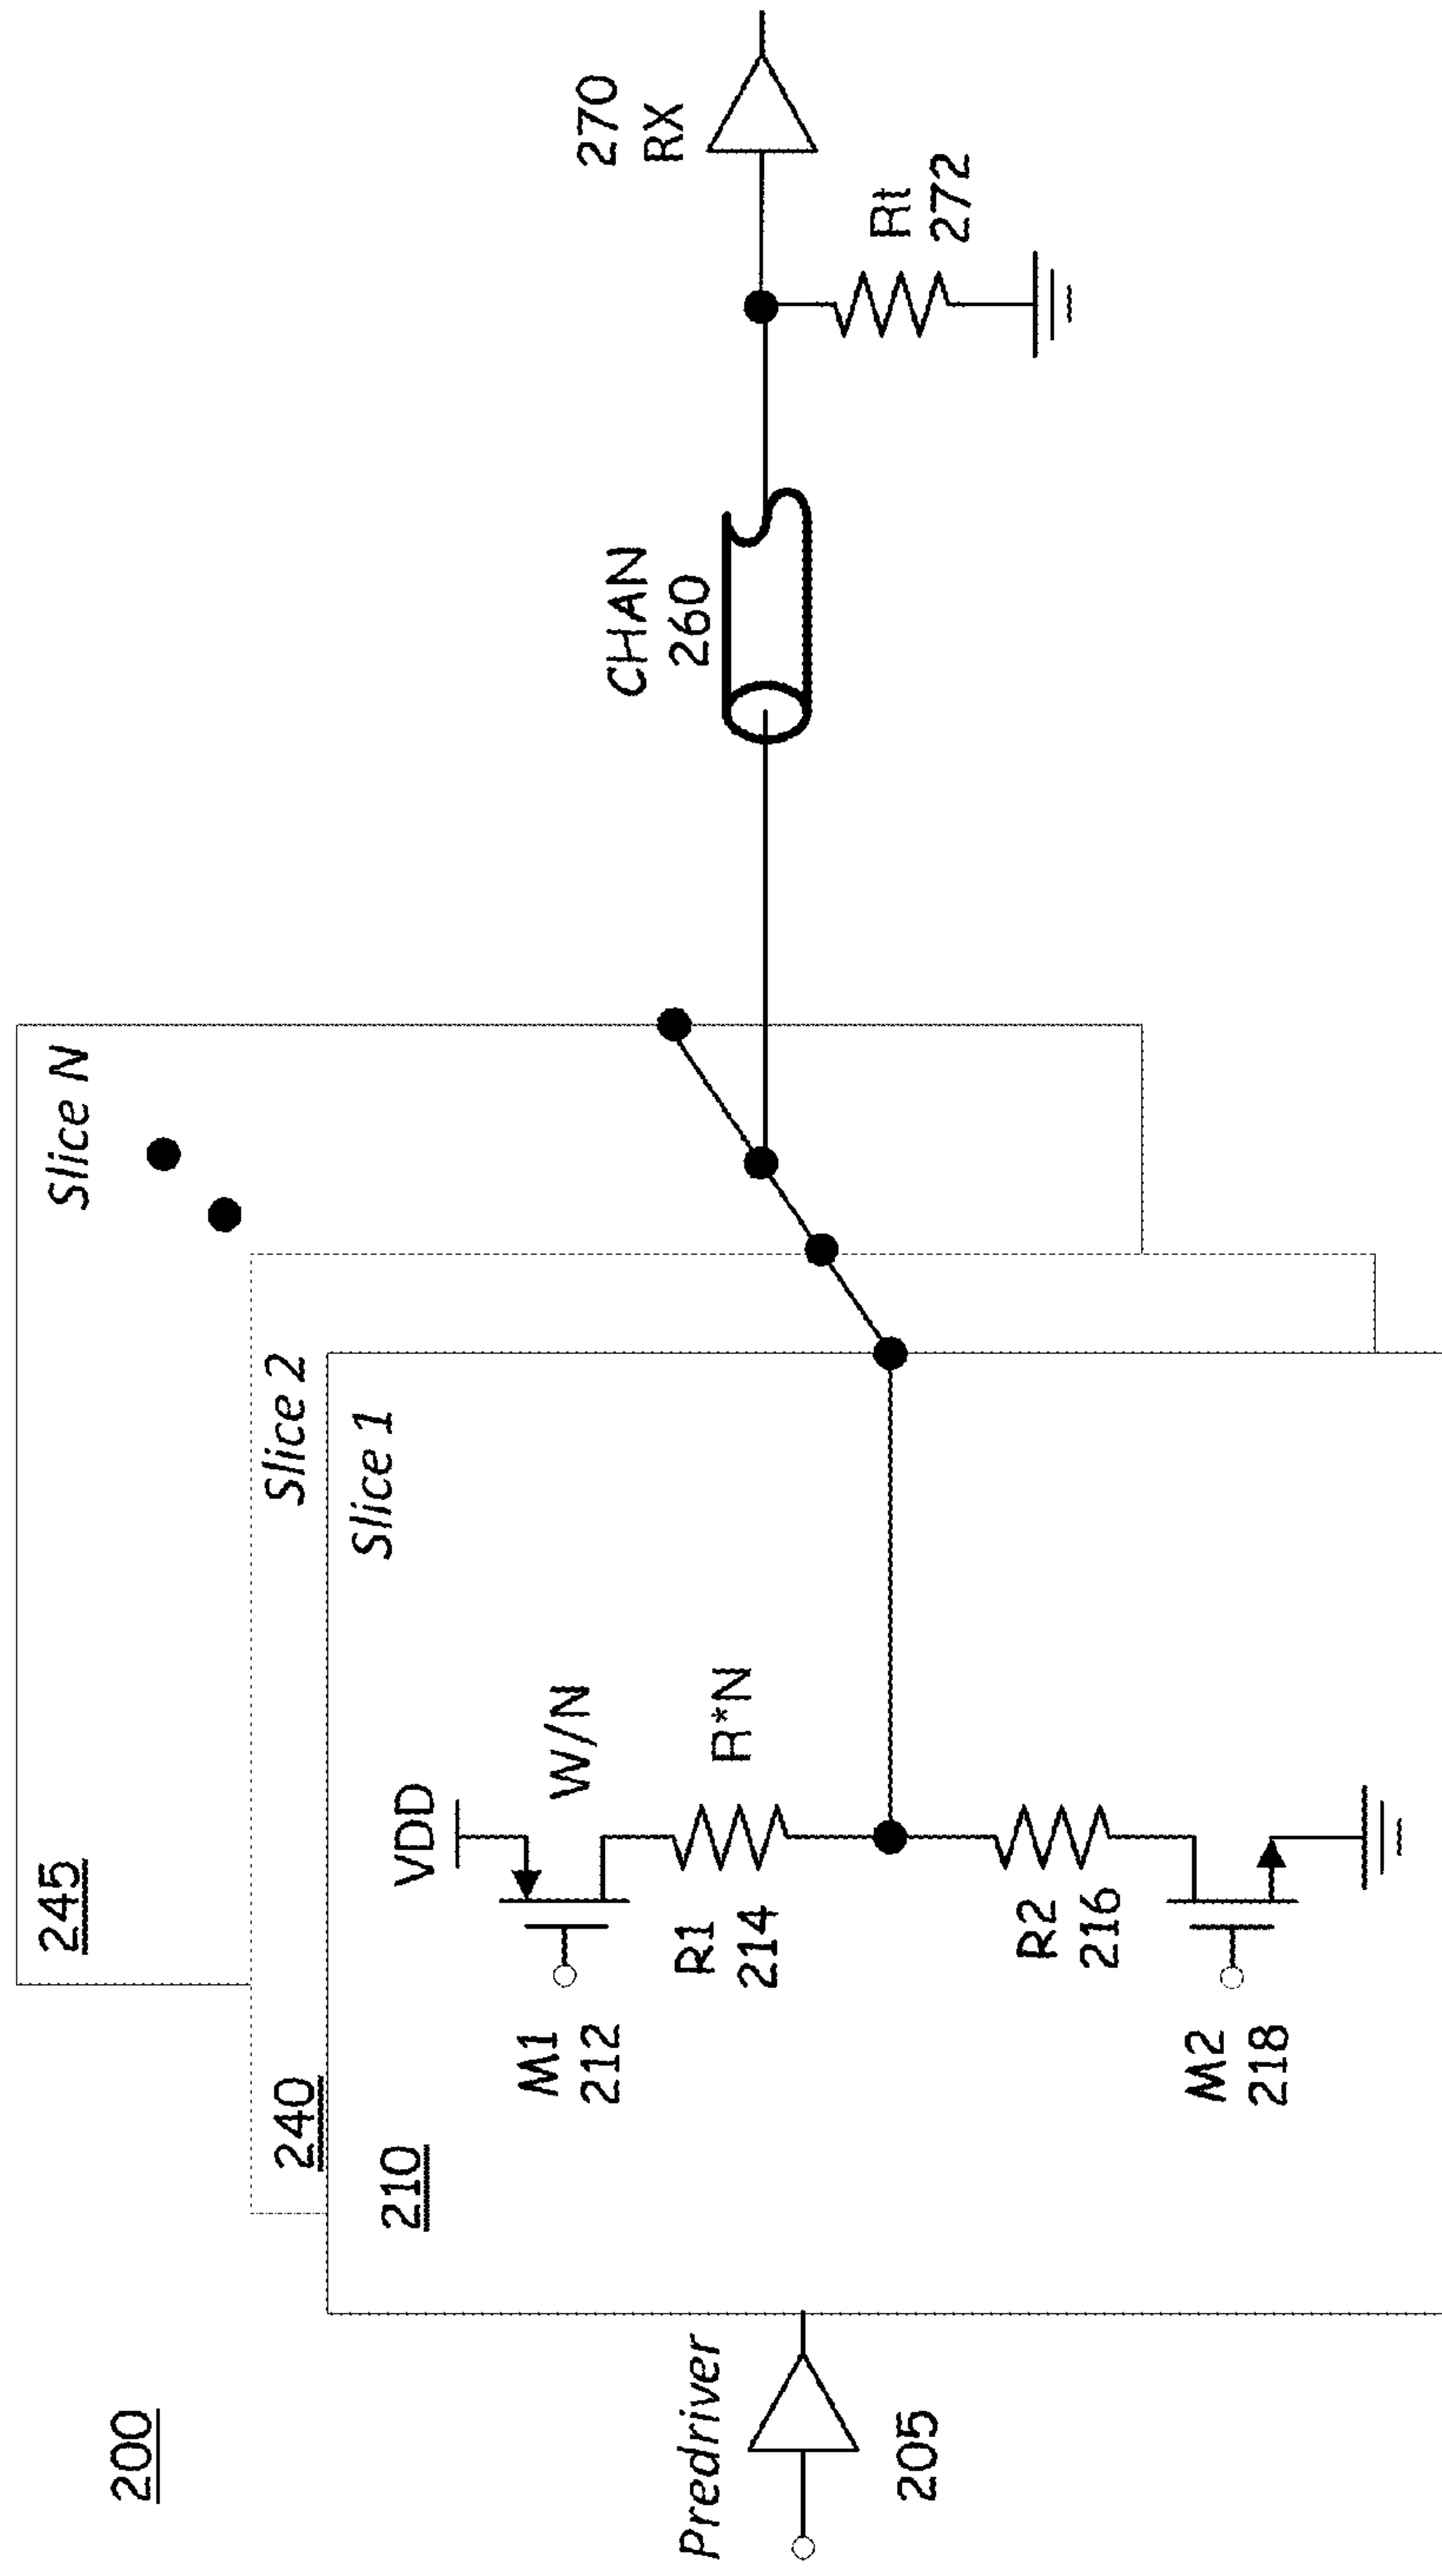 200
245
Slice N
240
Slice 2
210
Slice 1
VDD
M1
212
W/N
R1
214
R*N
R2
216
M2
218
Predriver
205
CHAN
260
270
RX
Rt
272